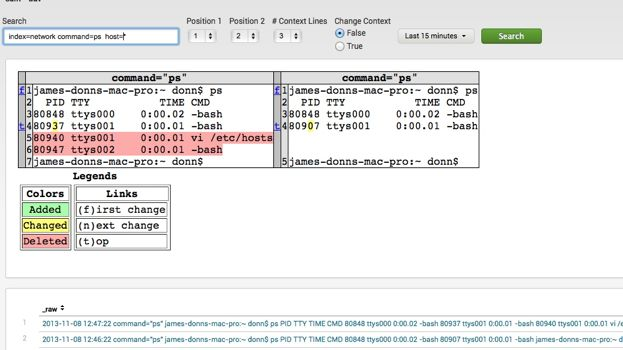 Search
index=network command=ps host=
Position 1
1
Position 2
2
# Context Lines
3
Change Context
False
True
Last 15 minutes
Search
command="ps" command="ps"
f 1 james-donns-mac-pro:~ donn$ ps f 1 james-donns-mac-pro:~ donn$ ps
2 PID TTY TIME CMD 2 PID TTY TIME CMD
3 80848 ttys000 0:00.02 -bash 3 80848 ttys000 0:00.02 -bash
t 4 80937 ttys001 0:00.01 -bash t 4 80907 ttys001 0:00.01 -bash
5 80940 ttys001 0:00.01 vi /etc/hosts
6 80947 ttys002 0:00.01 -bash
7 james-donns-mac-pro:~ donn$ 5 james-donns-mac-pro:~ donn$
Legends
Colors Links
Added (f)irst change
Changed (n)ext change
Deleted (t)op
_raw
1 2013-11-08 12:47:22 command="ps" james-donns-mac-pro:~ donn$ ps PID TTY TIME CMD 80848 ttys000 0:00.02 -bash 80937 ttys001 0:00.01 -bash 80940 ttys001 0:00.01 vi /e
2 2013-11-08 12:46:22 command="ps" james-donns-mac-pro:~ donn$ ps PID TTY TIME CMD 80848 ttys000 0:00.02 -bash 80907 ttys001 0:00.01 -bash james-donns-mac-pro:~ d